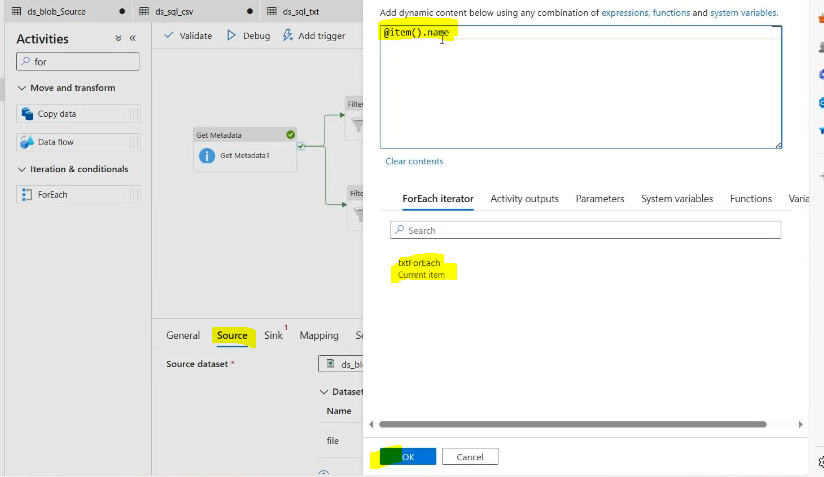 ds_blob_Source
ds_sql_csv
ds_sql_txt
Activities
for
Move and transform
Copy data
Data flow
Iteration & conditionals
ForEach
Validate
Debug
Add trigger
Get Metadata
Get Metadata1
Filte
Filte
General
Source
Sink
1
Mapping
Se
Source dataset *
ds_blo
Dataset
Name
file
Add dynamic content below using any combination of expressions, functions and system variables.
@item().name
Clear contents
ForEach iterator
Activity outputs
Parameters
System variables
Functions
Varia
Search
txtForEach
Current item
OK
Cancel